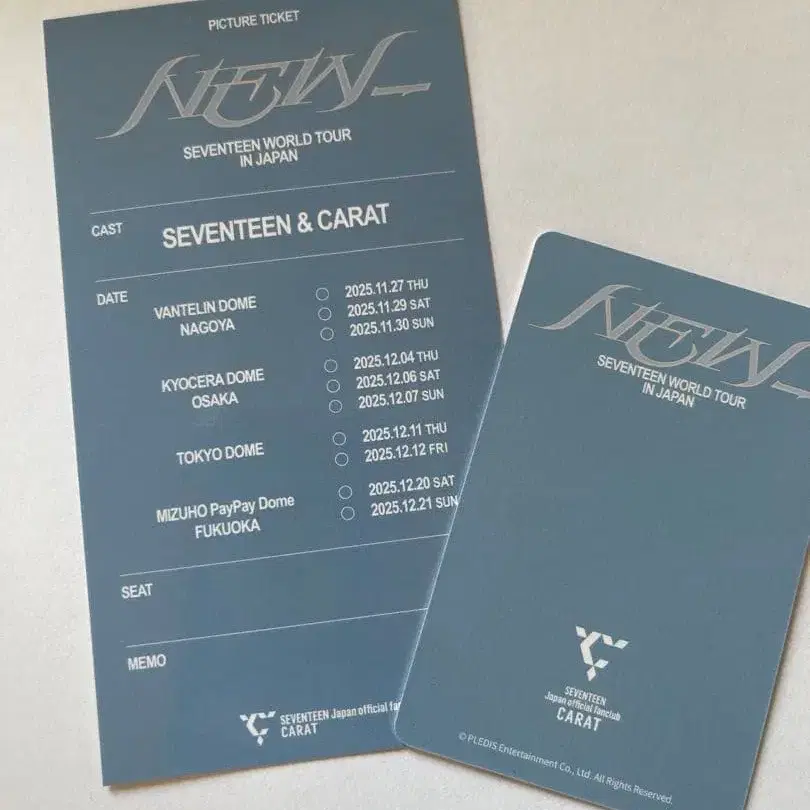 PICTURE TICKET
NEW_
SEVENTEEN WORLD TOUR
IN JAPAN
CAST
SEVENTEEN & CARAT
DATE
VANTELIN DOME
NAGOYA
2025.11.27 THU
2025.11.29 SAT
2025.11.30 SUN
KYOCERA DOME
OSAKA
2025.12.04 THU
2025.12.06 SAT
2025.12.07 SUN
TOKYO DOME
2025.12.11 THU
2025.12.12 FRI
MIZUHO PayPay Dome
FUKUOKA
2025.12.20 SAT
2025.12.21 SUN
SEAT
MEMO
SEVENTEEN Japan official fa
CARAT
NEW_
SEVENTEEN WORLD TOUR
IN JAPAN
SEVENTEEN
Japan official fanclub
CARAT
© PLEDIS Entertainment Co., Ltd. All Rights Reserved.